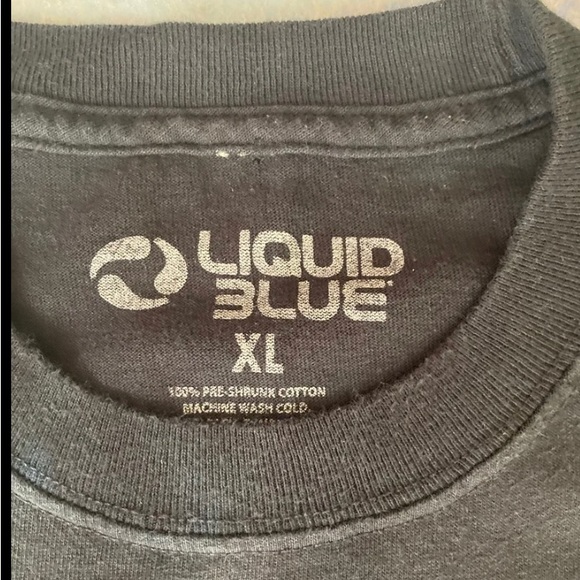 LIQUID
BLUE
XL
100% PRE-SHRUNK COTTON
MACHINE WASH COLD.